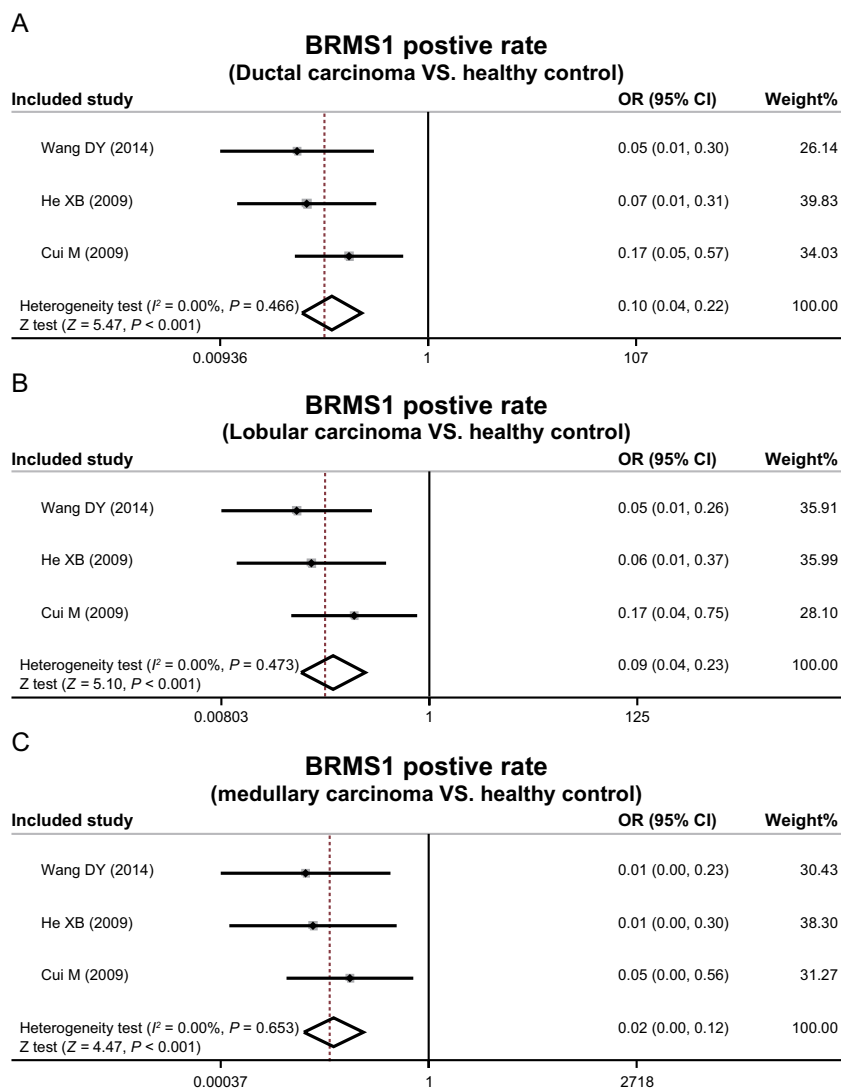 A
BRMS1 postive rate
(Ductal carcinoma VS. healthy control)
Included study OR (95% CI) Weight%
Wang DY (2014) 0.05 (0.01, 0.30) 26.14
He XB (2009) 0.07 (0.01, 0.31) 39.83
Cui M (2009) 0.17 (0.05, 0.57) 34.03
Heterogeneity test (I² = 0.00%, P = 0.466) 0.10 (0.04, 0.22) 100.00
Z test (Z = 5.47, P < 0.001)
0.00936 1 107
B
BRMS1 postive rate
(Lobular carcinoma VS. healthy control)
Included study OR (95% CI) Weight%
Wang DY (2014) 0.05 (0.01, 0.26) 35.91
He XB (2009) 0.06 (0.01, 0.37) 35.99
Cui M (2009) 0.17 (0.04, 0.75) 28.10
Heterogeneity test (I² = 0.00%, P = 0.473) 0.09 (0.04, 0.23) 100.00
Z test (Z = 5.10, P < 0.001)
0.00803 1 125
C
BRMS1 postive rate
(medullary carcinoma VS. healthy control)
Included study OR (95% CI) Weight%
Wang DY (2014) 0.01 (0.00, 0.23) 30.43
He XB (2009) 0.01 (0.00, 0.30) 38.30
Cui M (2009) 0.05 (0.00, 0.56) 31.27
Heterogeneity test (I² = 0.00%, P = 0.653) 0.02 (0.00, 0.12) 100.00
Z test (Z = 4.47, P < 0.001)
0.00037 1 2718